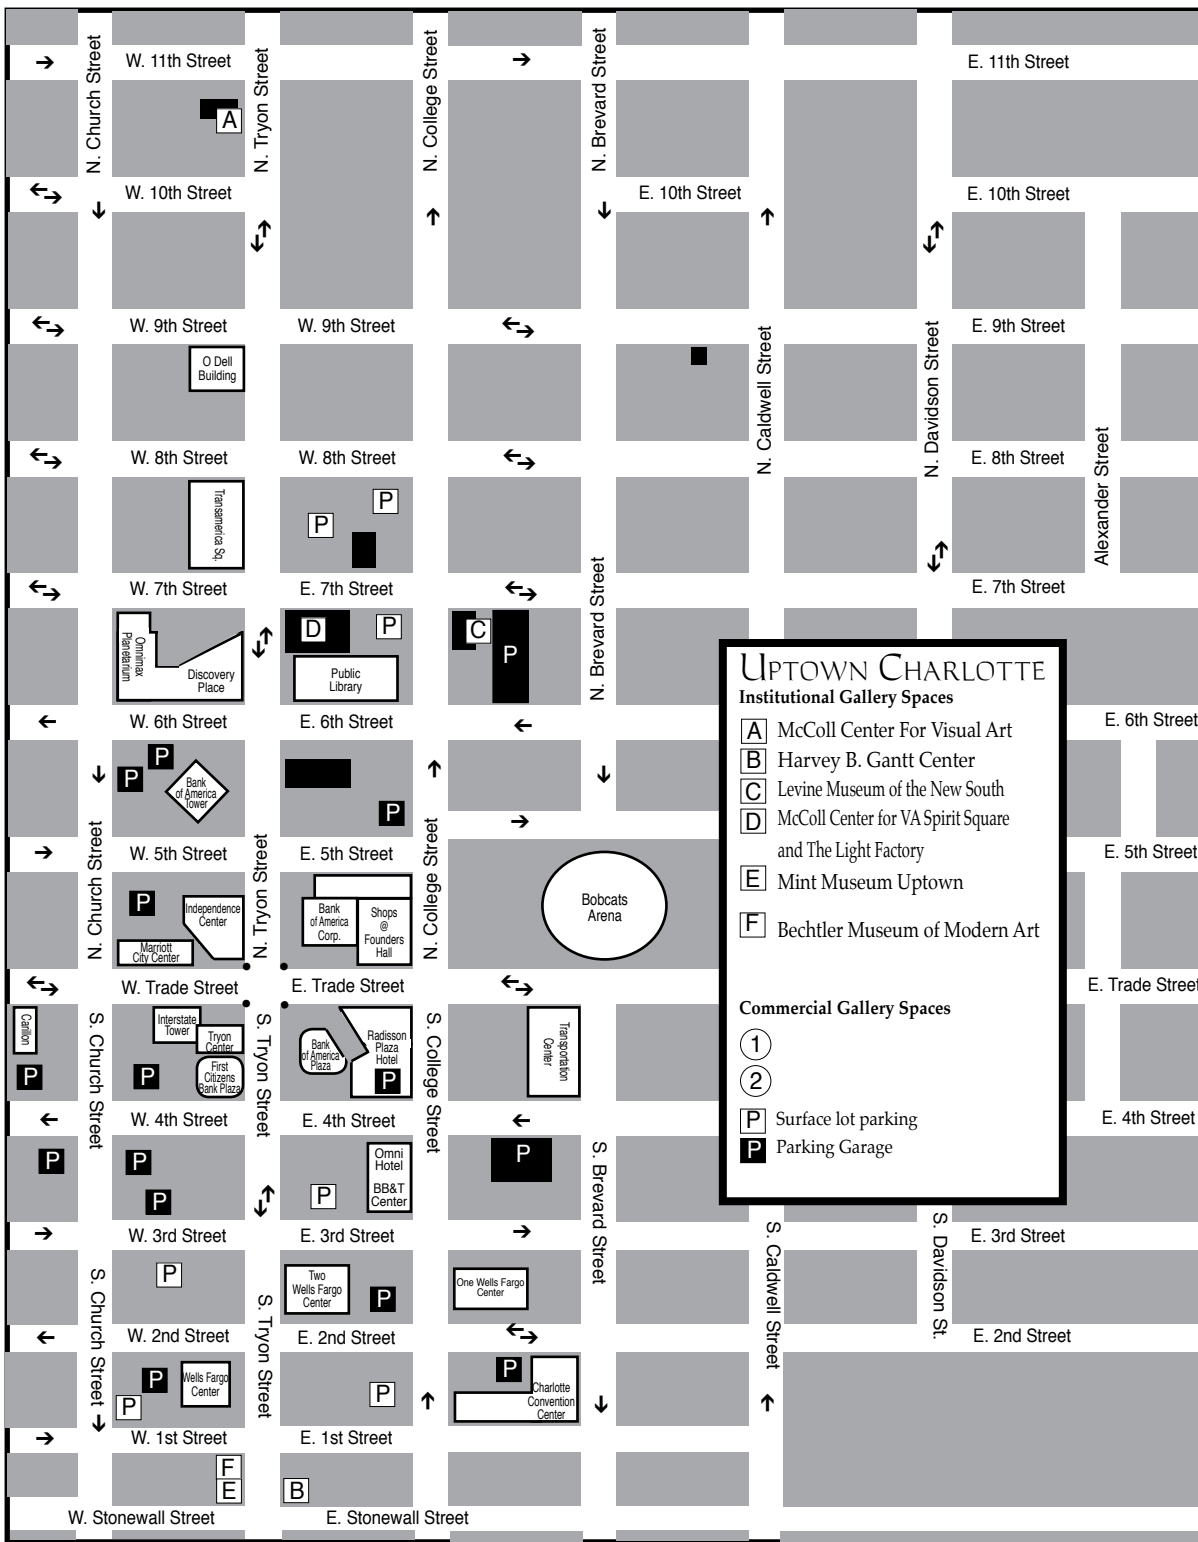 N. Church Street
N. Tryon Street
N. College Street
N. Brevard Street
W. 11th Street
E. 11th Street
A
W. 10th Street
E. 10th Street
E. 10th Street
W. 9th Street
W. 9th Street
E. 9th Street
O Dell
Building
N. Caldwell Street
N. Davidson Street
W. 8th Street
W. 8th Street
E. 8th Street
Alexander Street
Transamerica Sq.
P
P
W. 7th Street
E. 7th Street
E. 7th Street
N. Brevard Street
Omnimax
Planetarium
Discovery
Place
D
P
Public
Library
C
P
W. 6th Street
E. 6th Street
E. 6th Street
P
P
Bank
of America
Tower
P
N. Church Street
N. Tryon Street
N. College Street
W. 5th Street
E. 5th Street
E. 5th Street
P
Independence
Center
Marriott
City Center
Bank
of America
Corp.
Shops
@
Founders
Hall
Bobcats
Arena
W. Trade Street
E. Trade Street
E. Trade Street
Carillon
P
S. Church Street
Interstate
Tower
Tryon
Center
P
First
Citizens
Bank Plaza
S. Tryon Street
Bank
of America
Plaza
Radisson
Plaza
Hotel
P
S. College Street
Transportation
Center
W. 4th Street
E. 4th Street
E. 4th Street
P
P
P
P
Omni
Hotel
BB&T
Center
P
S. Brevard Street
W. 3rd Street
E. 3rd Street
E. 3rd Street
S. Caldwell Street
S. Davidson St.
S. Church Street
P
S. Tryon Street
Two
Wells Fargo
Center
P
One Wells Fargo
Center
W. 2nd Street
E. 2nd Street
E. 2nd Street
P
P
Wells Fargo
Center
P
P
Charlotte
Convention
Center
W. 1st Street
E. 1st Street
F
E
B
W. Stonewall Street
E. Stonewall Street
UPTOWN CHARLOTTE
Institutional Gallery Spaces
A McColl Center For Visual Art
B Harvey B. Gantt Center
C Levine Museum of the New South
D McColl Center for VA Spirit Square
and The Light Factory
E Mint Museum Uptown
F Bechtler Museum of Modern Art
Commercial Gallery Spaces
1
2
P Surface lot parking
P Parking Garage